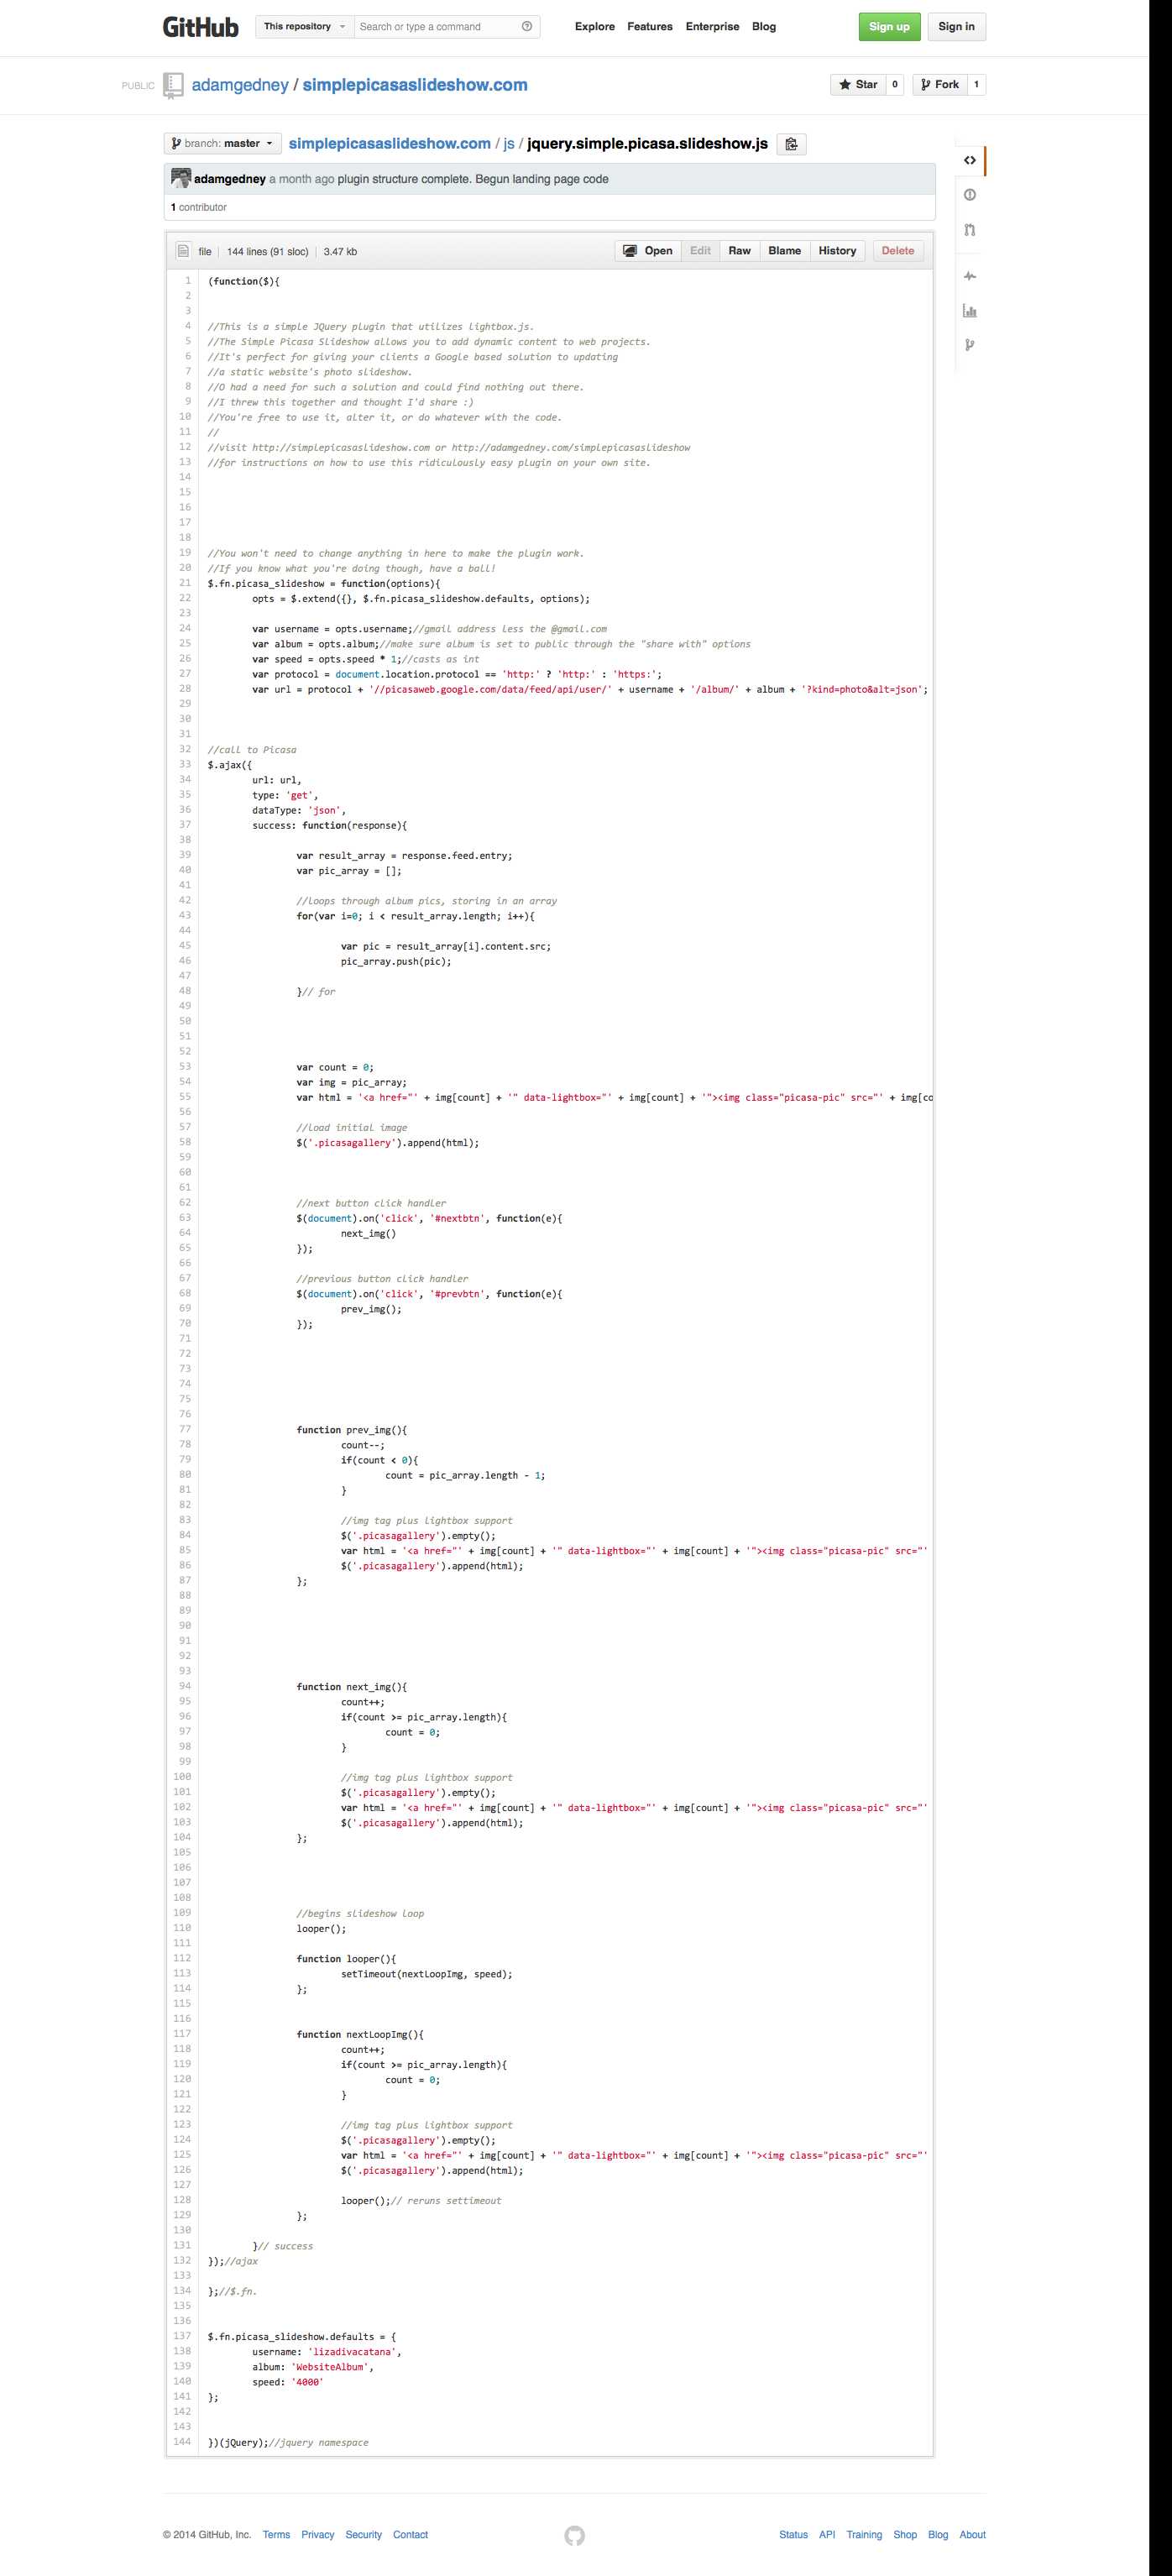 GitHub This repository Search or type a command Explore Features Enterprise Blog Sign up Sign in
PUBLIC adamgedney / simplepicasaslideshow.com Star 0 Fork 1
branch: master simplepicasaslideshow.com / js / jquery.simple.picasa.slideshow.js
adamgedney a month ago plugin structure complete. Begun landing page code
1 contributor
file 144 lines (91 sloc) 3.47 kb Open Edit Raw Blame History Delete
1 (function($){
2
3
4 //This is a simple JQuery plugin that utilizes lightbox.js.
5 //The Simple Picasa Slideshow allows you to add dynamic content to web projects.
6 //It's perfect for giving your clients a Google based solution to updating
7 //a static website's photo slideshow.
8 //O had a need for such a solution and could find nothing out there.
9 //I threw this together and thought I'd share :)
10 //You're free to use it, alter it, or do whatever with the code.
11 //
12 //visit http://simplepicasaslideshow.com or http://adamgedney.com/simplepicasaslideshow
13 //for instructions on how to use this ridiculously easy plugin on your own site.
14
15
16
17
18
19 //You won't need to change anything in here to make the plugin work.
20 //If you know what you're doing though, have a ball!
21 $.fn.picasa_slideshow = function(options){
22 opts = $.extend({}, $.fn.picasa_slideshow.defaults, options);
23
24 var username = opts.username;//gmail address less the @gmail.com
25 var album = opts.album;//make sure album is set to public through the "share with" options
26 var speed = opts.speed * 1;//casts as int
27 var protocol = document.location.protocol == 'http:' ? 'http:' : 'https:';
28 var url = protocol + '//picasaweb.google.com/data/feed/api/user/' + username + '/album/' + album + '?kind=photo&alt=json';
29
30
31
32 //call to Picasa
33 $.ajax({
34 url: url,
35 type: 'get',
36 dataType: 'json',
37 success: function(response){
38
39 var result_array = response.feed.entry;
40 var pic_array = [];
41
42 //loops through album pics, storing in an array
43 for(var i=0; i < result_array.length; i++){
44
45 var pic = result_array[i].content.src;
46 pic_array.push(pic);
47
48 }// for
49
50
51
52
53 var count = 0;
54 var img = pic_array;
55 var html = '<a href="' + img[count] + '" data-lightbox="' + img[count] + '"><img class="picasa-pic" src="' + img[co
56
57 //load initial image
58 $('.picasagallery').append(html);
59
60
61
62 //next button click handler
63 $(document).on('click', '#nextbtn', function(e){
64 next_img()
65 });
66
67 //previous button click handler
68 $(document).on('click', '#prevbtn', function(e){
69 prev_img();
70 });
71
72
73
74
75
76
77 function prev_img(){
78 count--;
79 if(count < 0){
80 count = pic_array.length - 1;
81 }
82
83 //img tag plus lightbox support
84 $('.picasagallery').empty();
85 var html = '<a href="' + img[count] + '" data-lightbox="' + img[count] + '"><img class="picasa-pic" src="'
86 $('.picasagallery').append(html);
87 };
88
89
90
91
92
93
94 function next_img(){
95 count++;
96 if(count >= pic_array.length){
97 count = 0;
98 }
99
100 //img tag plus lightbox support
101 $('.picasagallery').empty();
102 var html = '<a href="' + img[count] + '" data-lightbox="' + img[count] + '"><img class="picasa-pic" src="'
103 $('.picasagallery').append(html);
104 };
105
106
107
108
109 //begins slideshow loop
110 looper();
111
112 function looper(){
113 setTimeout(nextLoopImg, speed);
114 };
115
116
117 function nextLoopImg(){
118 count++;
119 if(count >= pic_array.length){
120 count = 0;
121 }
122
123 //img tag plus lightbox support
124 $('.picasagallery').empty();
125 var html = '<a href="' + img[count] + '" data-lightbox="' + img[count] + '"><img class="picasa-pic" src="'
126 $('.picasagallery').append(html);
127
128 looper();// reruns settimeout
129 };
130
131 }// success
132 });//ajax
133
134 };//$.fn.
135
136
137 $.fn.picasa_slideshow.defaults = {
138 username: 'lizadivacatana',
139 album: 'WebsiteAlbum',
140 speed: '4000'
141 };
142
143
144 })(jQuery);//jquery namespace
© 2014 GitHub, Inc. Terms Privacy Security Contact Status API Training Shop Blog About